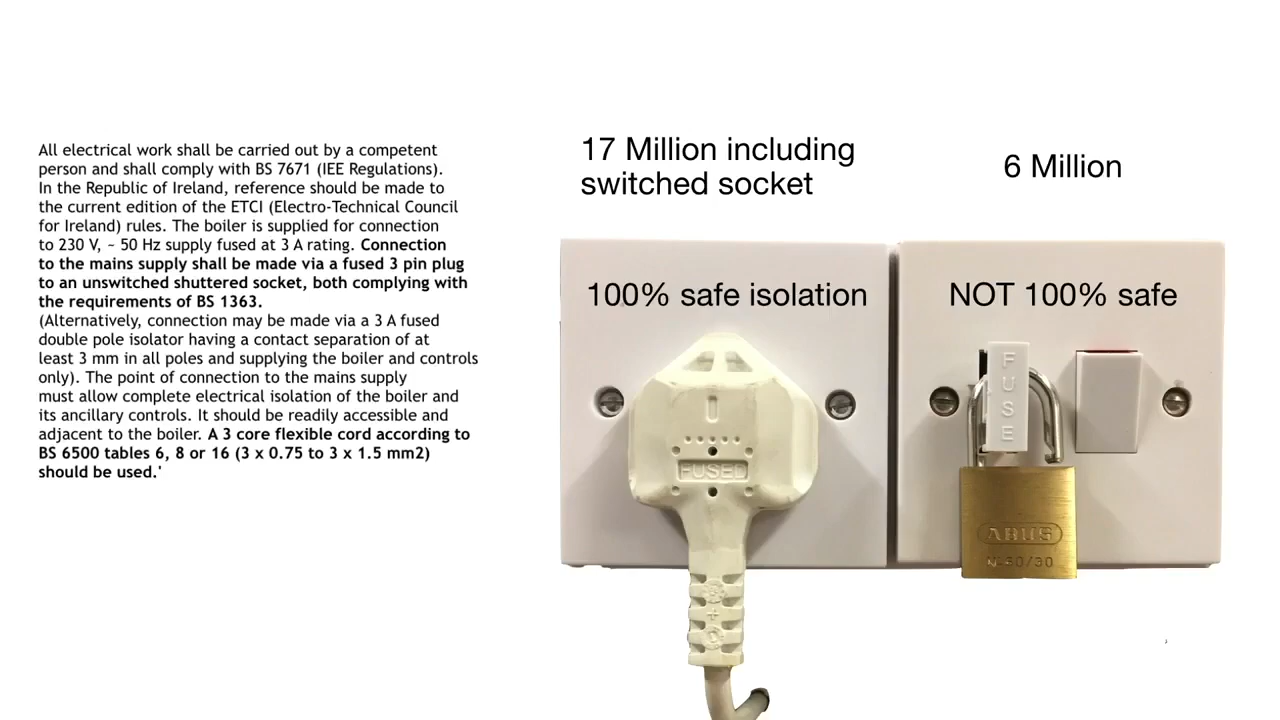 All electrical work shall be carried out by a competent
person and shall comply with BS 7671 (IEE Regulations).
In the Republic of Ireland, reference should be made to
the current edition of the ETCI (Electro-Technical Council
for Ireland) rules. The boiler is supplied for connection
to 230 V, ~ 50 Hz supply fused at 3 A rating. Connection
to the mains supply shall be made via a fused 3 pin plug
to an unswitched shuttered socket, both complying with
the requirements of BS 1363.
(Alternatively, connection may be made via a 3 A fused
double pole isolator having a contact separation of at
least 3 mm in all poles and supplying the boiler and controls
only). The point of connection to the mains supply
must allow complete electrical isolation of the boiler and
its ancillary controls. It should be readily accessible and
adjacent to the boiler. A 3 core flexible cord according to
BS 6500 tables 6, 8 or 16 (3 x 0.75 to 3 x 1.5 mm2)
should be used.'
17 Million including
switched socket
6 Million
100% safe isolation
NOT 100% safe
FUSED
FUSE
ABUS